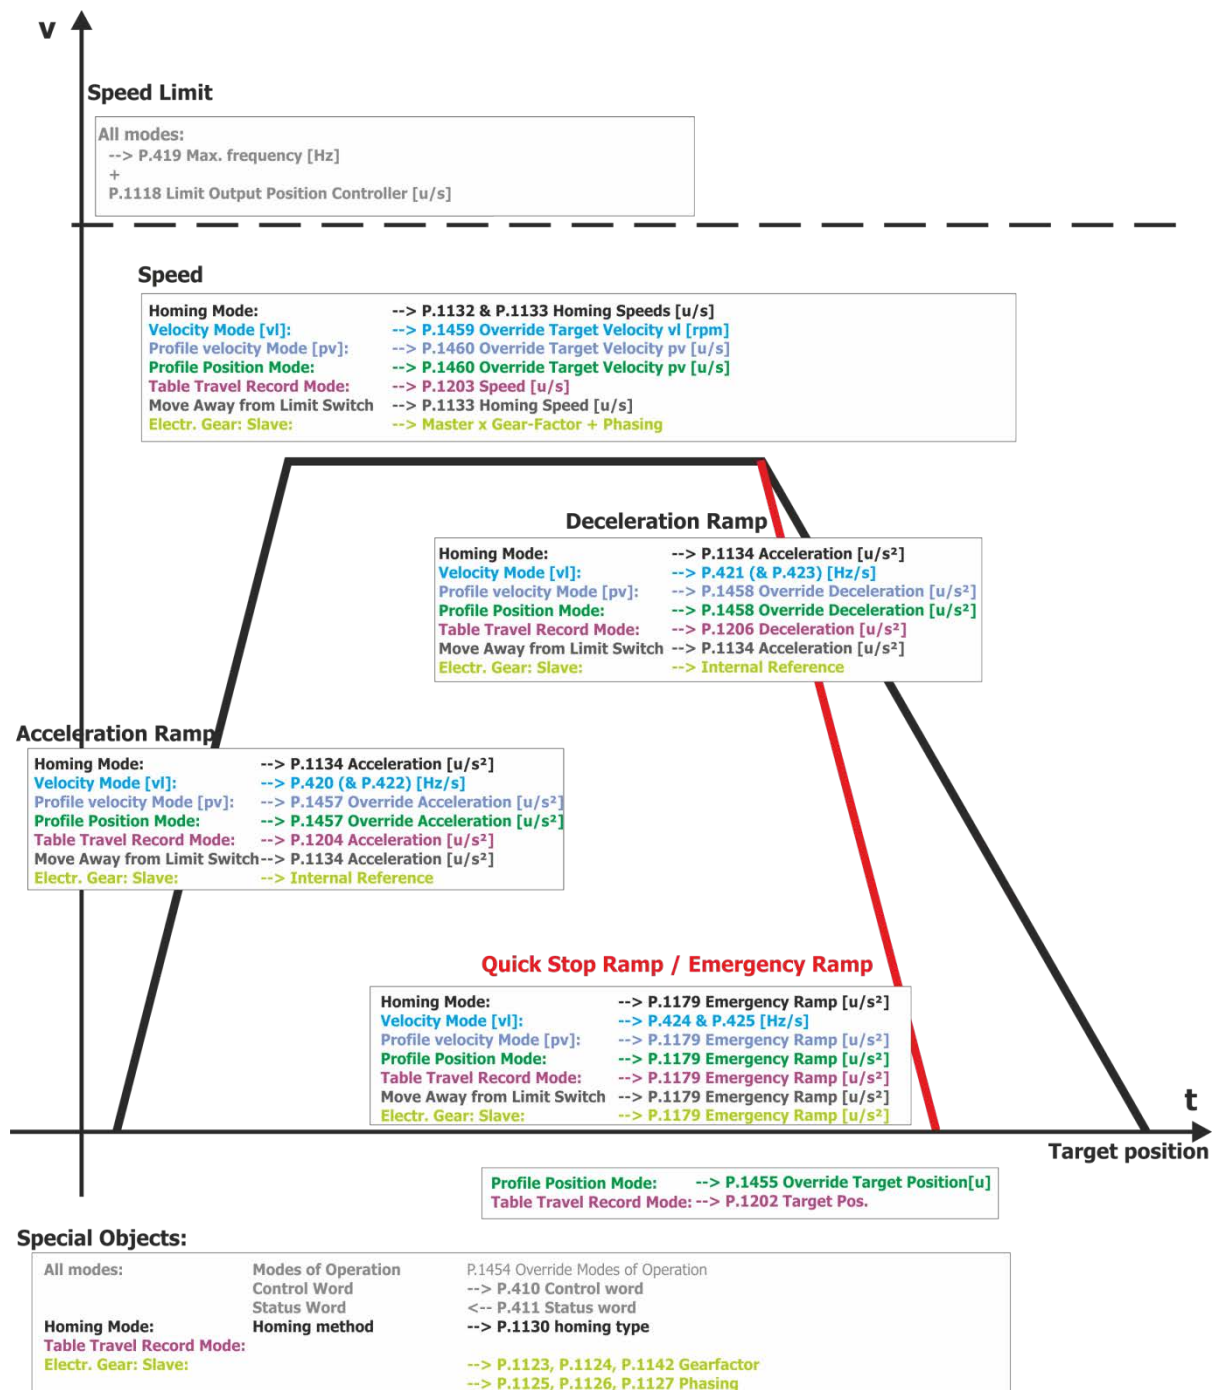 v
Speed Limit
All modes:
--> P.419 Max. frequency [Hz]
+
P.1118 Limit Output Position Controller [u/s]
Speed
Homing Mode: --> P.1132 & P.1133 Homing Speeds [u/s]
Velocity Mode [vl]: --> P.1459 Override Target Velocity vl [rpm]
Profile velocity Mode [pv]: --> P.1460 Override Target Velocity pv [u/s]
Profile Position Mode: --> P.1460 Override Target Velocity pv [u/s]
Table Travel Record Mode: --> P.1203 Speed [u/s]
Move Away from Limit Switch --> P.1133 Homing Speed [u/s]
Electr. Gear: Slave: --> Master x Gear-Factor + Phasing
Deceleration Ramp
Homing Mode: --> P.1134 Acceleration [u/s²]
Velocity Mode [vl]: --> P.421 (& P.423) [Hz/s]
Profile velocity Mode [pv]: --> P.1458 Override Deceleration [u/s²]
Profile Position Mode: --> P.1458 Override Deceleration [u/s²]
Table Travel Record Mode: --> P.1206 Deceleration [u/s²]
Move Away from Limit Switch --> P.1134 Acceleration [u/s²]
Electr. Gear: Slave: --> Internal Reference
Acceleration Ramp
Homing Mode: --> P.1134 Acceleration [u/s²]
Velocity Mode [vl]: --> P.420 (& P.422) [Hz/s]
Profile velocity Mode [pv]: --> P.1457 Override Acceleration [u/s²]
Profile Position Mode: --> P.1457 Override Acceleration [u/s²]
Table Travel Record Mode: --> P.1204 Acceleration [u/s²]
Move Away from Limit Switch--> P.1134 Acceleration [u/s²]
Electr. Gear: Slave: --> Internal Reference
Quick Stop Ramp / Emergency Ramp
Homing Mode: --> P.1179 Emergency Ramp [u/s²]
Velocity Mode [vl]: --> P.424 & P.425 [Hz/s]
Profile velocity Mode [pv]: --> P.1179 Emergency Ramp [u/s²]
Profile Position Mode: --> P.1179 Emergency Ramp [u/s²]
Table Travel Record Mode: --> P.1179 Emergency Ramp [u/s²]
Move Away from Limit Switch --> P.1179 Emergency Ramp [u/s²]
Electr. Gear: Slave: --> P.1179 Emergency Ramp [u/s²]
t
Target position
Profile Position Mode: --> P.1455 Override Target Position[u]
Table Travel Record Mode: --> P.1202 Target Pos.
Special Objects:
All modes: Modes of Operation P.1454 Override Modes of Operation
Control Word --> P.410 Control word
Status Word <-- P.411 Status word
Homing Mode: Homing method --> P.1130 homing type
Table Travel Record Mode:
Electr. Gear: Slave: --> P.1123, P.1124, P.1142 Gearfactor
--> P.1125, P.1126, P.1127 Phasing